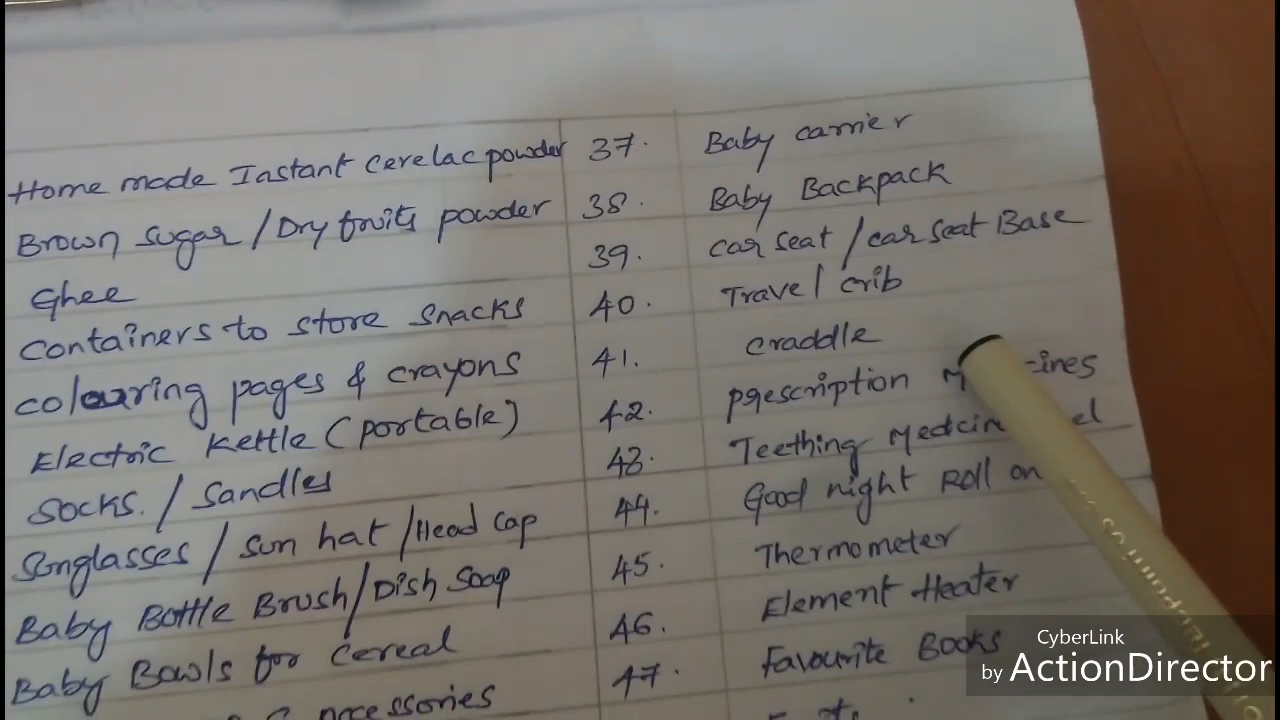 Home made Instant Cerelac powder
Brown sugar / Dry fruits powder
Ghee
Containers to store snacks
colouring pages & crayons
Electric Kettle (portable)
socks. / Sandles
Sunglasses / Sun hat / Head Cap
Baby Bottle Brush / Dish Soap
Baby Bowls for Cereal
accessories
37. Baby carrier
38. Baby Backpack
39. car seat / car seat Base
40. Travel crib
41. craddle
42. prescription
43. Teething
44. Good night Roll on
45. Thermometer
46. Element Heater
47. Favourite Books
CyberLink
by ActionDirector